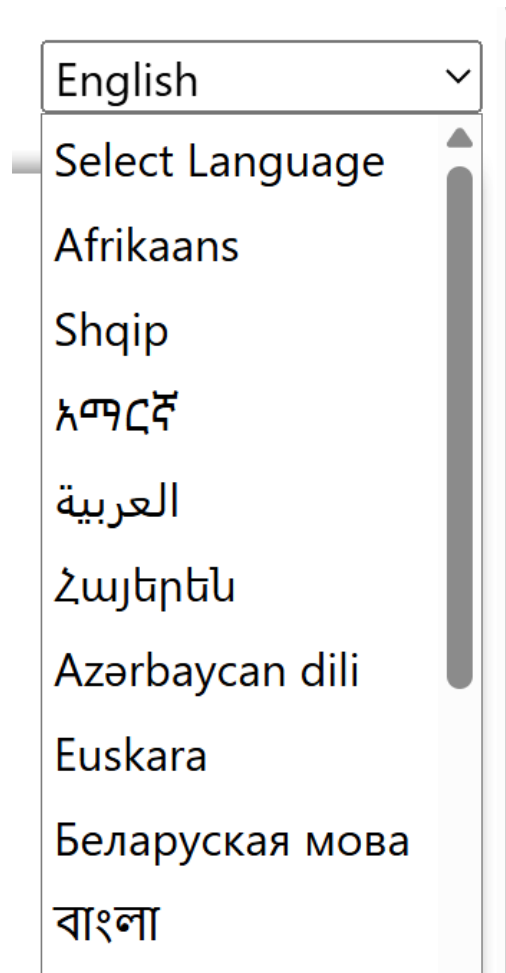 English
Select Language
Afrikaans
Shqip
አማርኛ
العربية
Հայերեն
Azərbaycan dili
Euskara
Беларуская мова
বাংলা